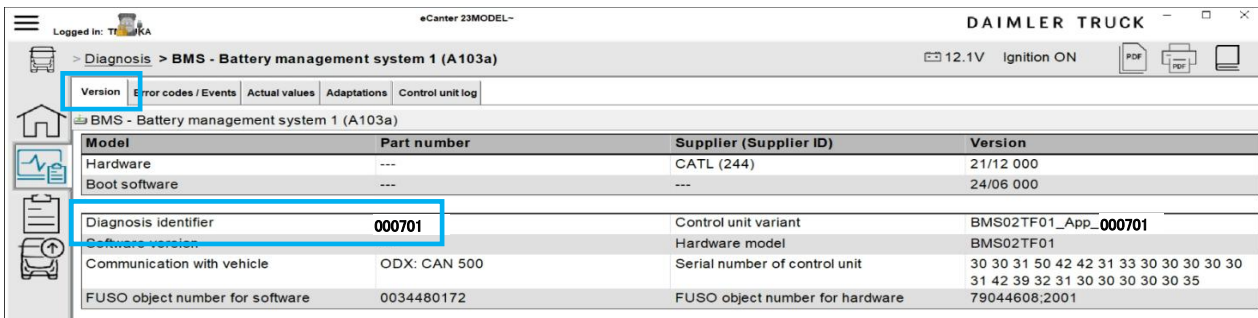 eCanter 23MODEL~
DAIMLER TRUCK
Logged in:
> Diagnosis > BMS - Battery management system 1 (A103a)
12.1V Ignition ON
PDF
PDF
Version Error codes / Events Actual values Adaptations Control unit log
BMS - Battery management system 1 (A103a)
Model Part number Supplier (Supplier ID) Version
Hardware --- CATL (244) 21/12 000
Boot software --- --- 24/06 000
Diagnosis identifier 000701 Control unit variant BMS02TF01_App_000701
Software version Hardware model BMS02TF01
Communication with vehicle ODX: CAN 500 Serial number of control unit 30 30 31 50 42 42 31 33 30 30 30 30 30
31 42 39 32 31 30 30 30 30 30 35
FUSO object number for software 0034480172 FUSO object number for hardware 79044608;2001